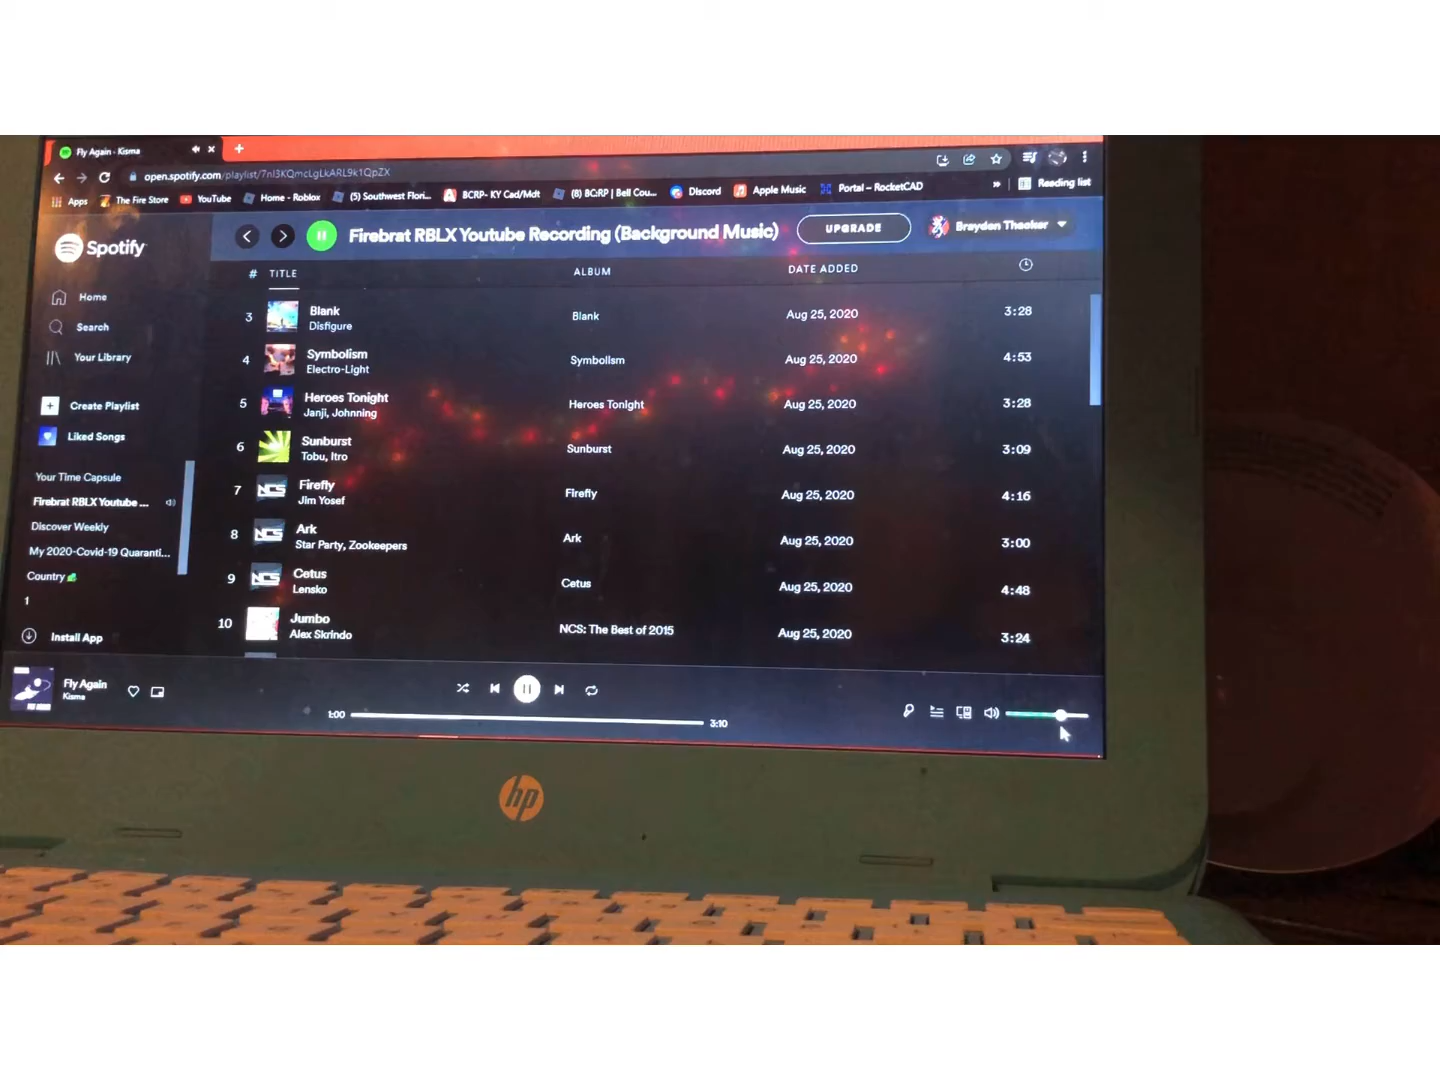 Fly Again - Kisma
open.spotify.com/playlist/7nI3KQmcLgLkARL9k1QpZX
Apps The Fire Store YouTube Home - Roblox (5) Southwest Flori... BCRP- KY Cad/Mdt (8) BC:RP | Bell Cou... Discord Apple Music Portal – RocketCAD » Reading list
Spotify
Firebrat RBLX Youtube Recording (Background Music)
UPGRADE
Brayden Theaker
# TITLE ALBUM DATE ADDED
Home
Search
Your Library
Create Playlist
Liked Songs
Your Time Capsule
Firebrat RBLX Youtube ...
Discover Weekly
My 2020-Covid-19 Quaranti...
Country
1
Install App
3 Blank Blank Aug 25, 2020 3:28
Disfigure
4 Symbolism Symbolism Aug 25, 2020 4:53
Electro-Light
5 Heroes Tonight Heroes Tonight Aug 25, 2020 3:28
Janji, Johnning
6 Sunburst Sunburst Aug 25, 2020 3:09
Tobu, Itro
7 NCS Firefly Firefly Aug 25, 2020 4:16
Jim Yosef
8 NCS Ark Ark Aug 25, 2020 3:00
Star Party, Zookeepers
9 NCS Cetus Cetus Aug 25, 2020 4:48
Lensko
10 Jumbo NCS: The Best of 2015 Aug 25, 2020 3:24
Alex Skrindo
Fly Again
Kisma
1:00 3:10
hp